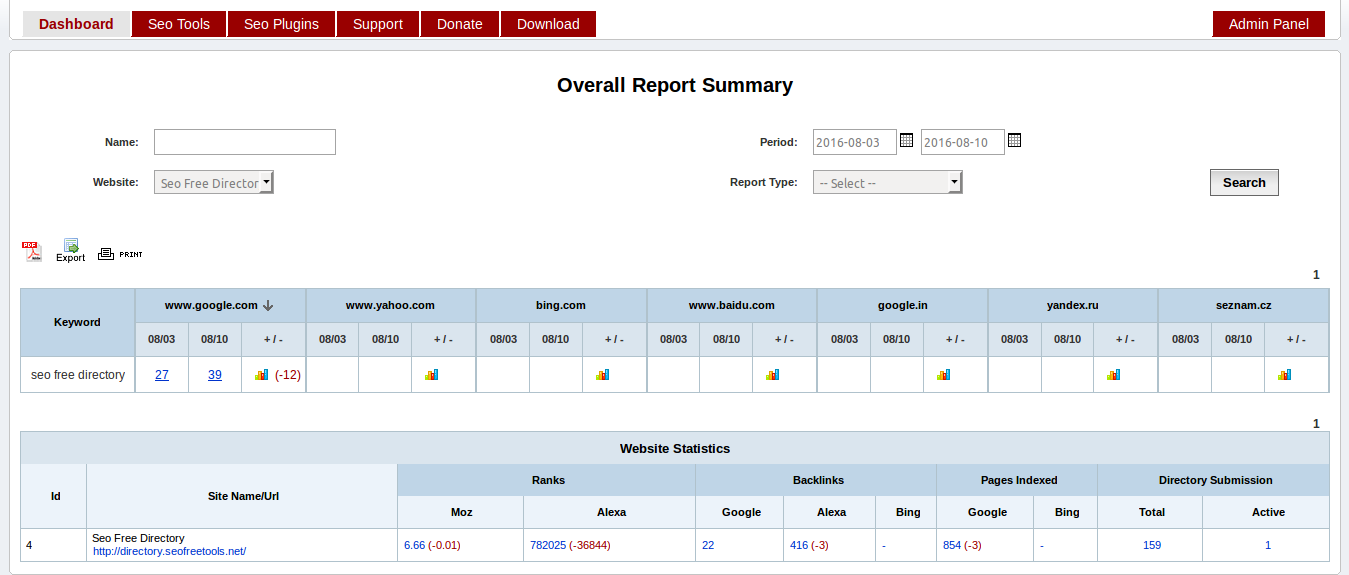 Dashboard Seo Tools Seo Plugins Support Donate Download Admin Panel
Overall Report Summary
Name: Period: 2016-08-03 2016-08-10
Website: Seo Free Director Report Type: -- Select -- Search
PDF Export PRINT
1
Keyword www.google.com www.yahoo.com bing.com www.baidu.com google.in yandex.ru seznam.cz
08/03 08/10 + / - 08/03 08/10 + / - 08/03 08/10 + / - 08/03 08/10 + / - 08/03 08/10 + / - 08/03 08/10 + / - 08/03 08/10 + / -
seo free directory 27 39 (-12)
1
Website Statistics
Id Site Name/Url Ranks Backlinks Pages Indexed Directory Submission
Moz Alexa Google Alexa Bing Google Bing Total Active
4 Seo Free Directory 6.66 (-0.01) 782025 (-36844) 22 416 (-3) - 854 (-3) - 159 1
http://directory.seofreetools.net/